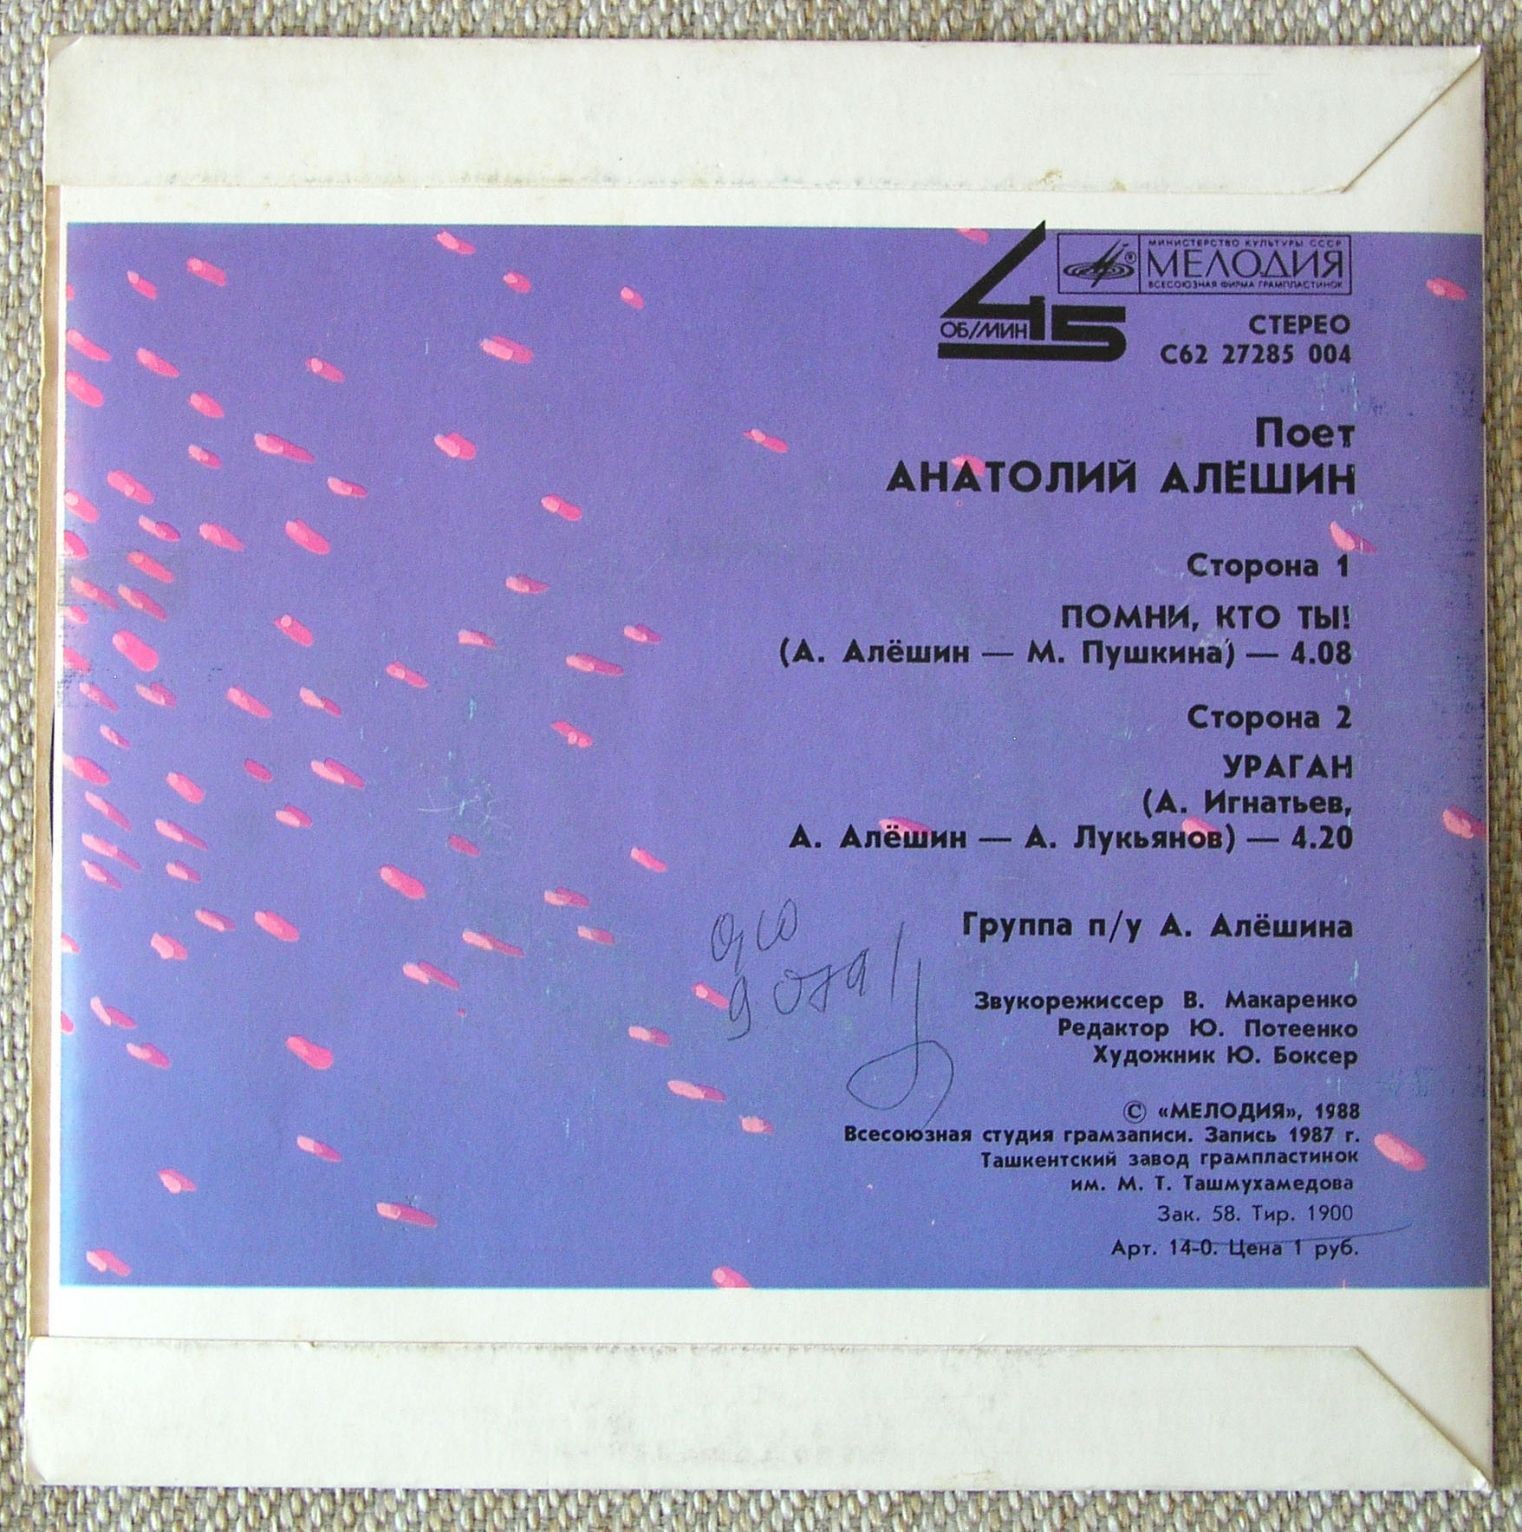 МИНИСТЕРСТВО КУЛЬТУРЫ СССР
МЕЛОДИЯ
ВСЕСОЮЗНАЯ ФИРМА ГРАМПЛАСТИНОК
45
ОБ/МИН
СТЕРЕО
С62 27285 004
Поет
АНАТОЛИЙ АЛЁШИН
Сторона 1
ПОМНИ, КТО ТЫ!
(А. Алёшин — М. Пушкина) — 4.08
Сторона 2
УРАГАН
(А. Игнатьев,
А. Алёшин — А. Лукьянов) — 4.20
Группа п/у А. Алёшина
Звукорежиссер В. Макаренко
Редактор Ю. Потеенко
Художник Ю. Боксер
© «МЕЛОДИЯ», 1988
Всесоюзная студия грамзаписи. Запись 1987 г.
Ташкентский завод грампластинок
им. М. Т. Ташмухамедова
Зак. 58. Тир. 1900
Арт. 14-0. Цена 1 руб.